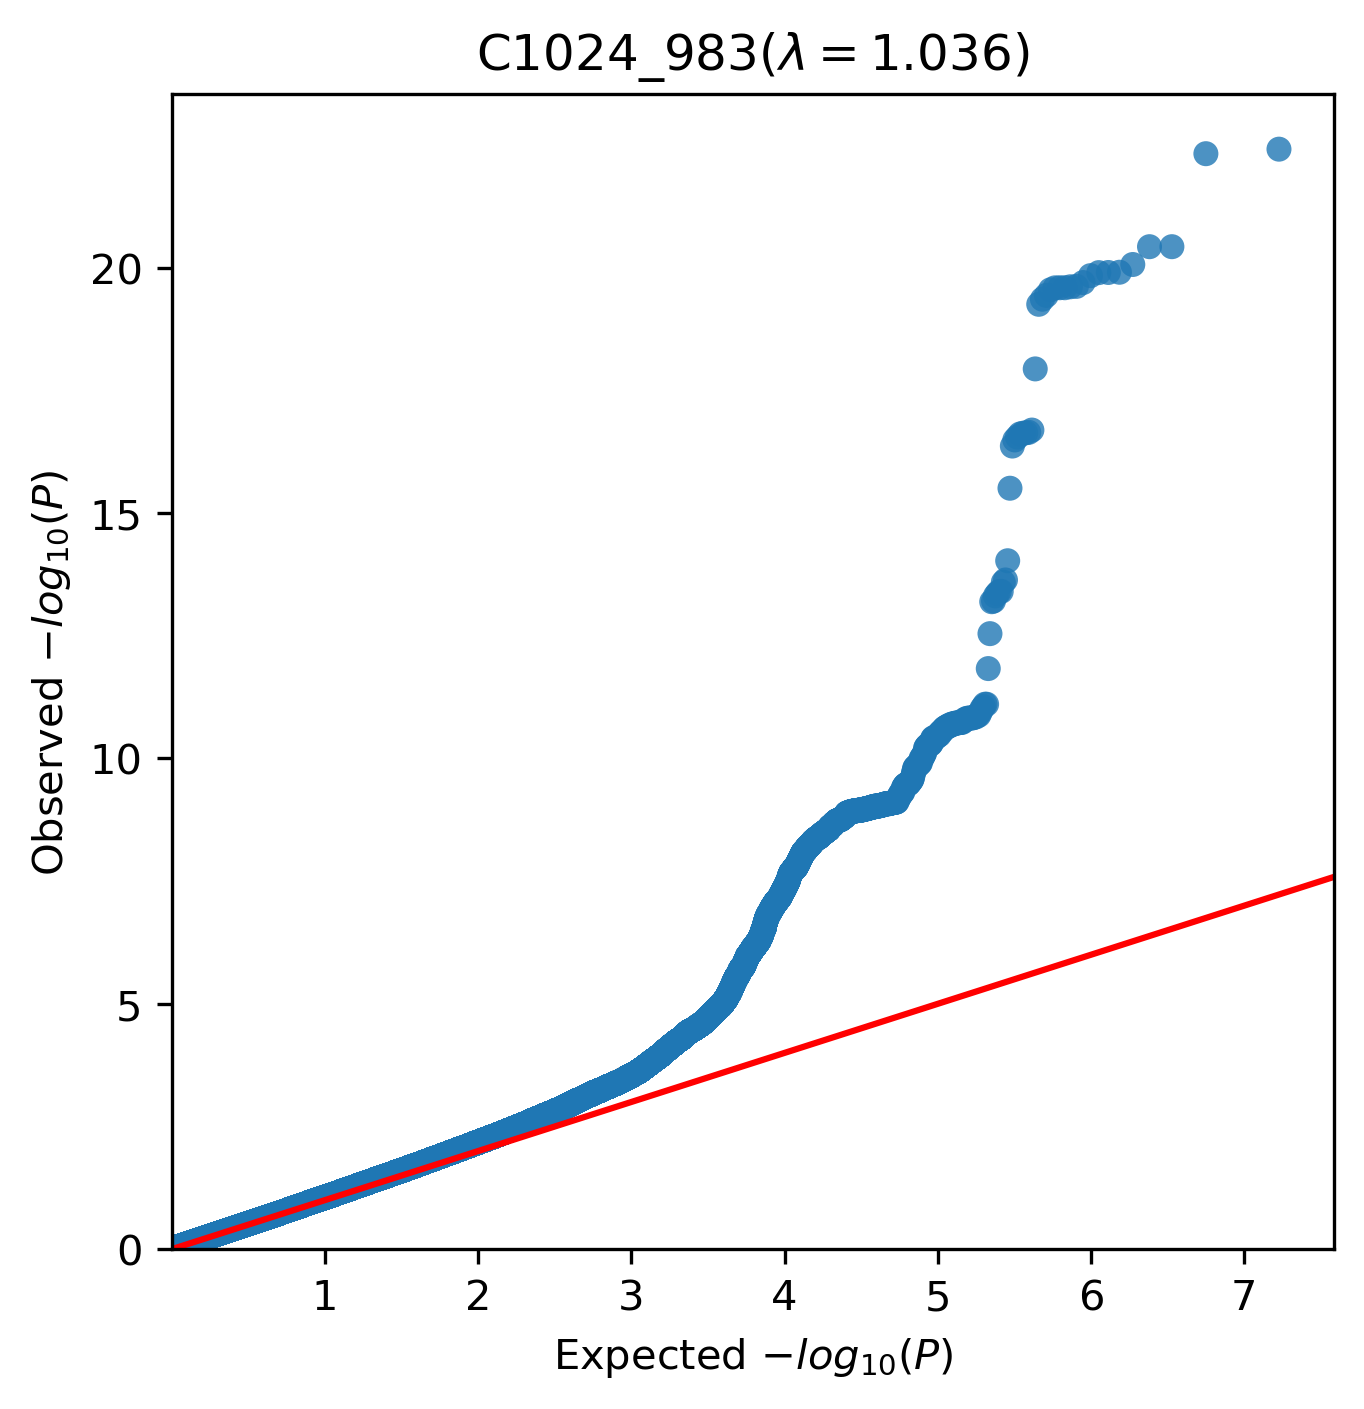 C1024_983(λ = 1.036)
Observed −log₁₀(P)
20
15
10
5
0
1 2 3 4 5 6 7
Expected −log₁₀(P)